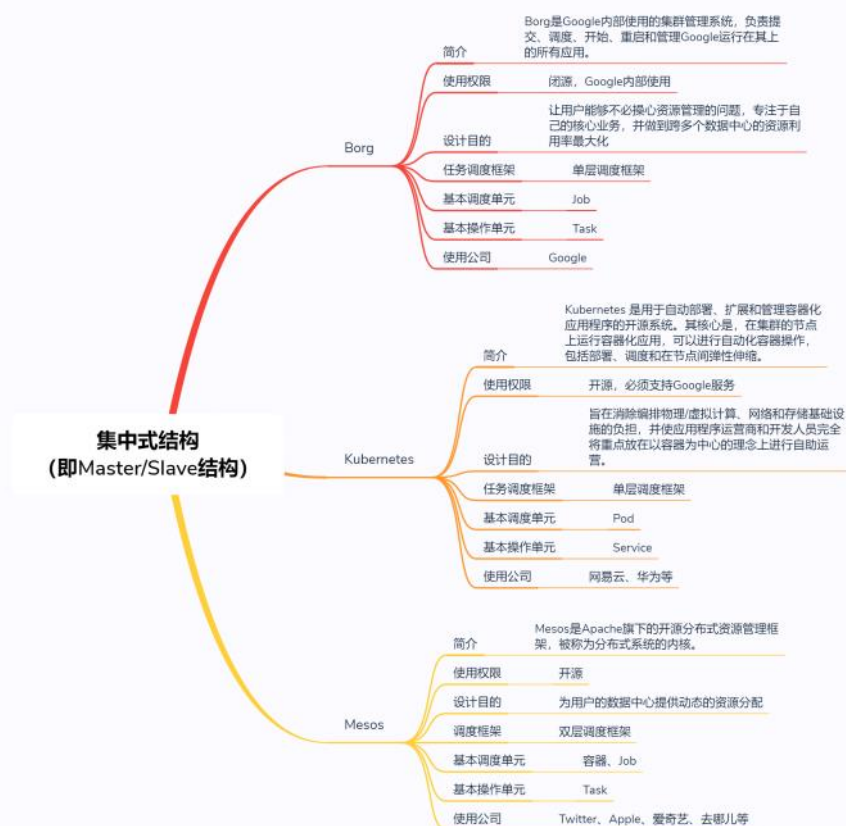 集中式结构
（即Master/Slave结构）
Borg
简介
Borg是Google内部使用的集群管理系统，负责提
交、调度、开始、重启和管理Google运行在其上
的所有应用。
使用权限
闭源，Google内部使用
设计目的
让用户能够不必操心资源管理的问题，专注于自
己的核心业务，并做到跨多个数据中心的资源利
用率最大化
任务调度框架
单层调度框架
基本调度单元
Job
基本操作单元
Task
使用公司
Google
Kubernetes
简介
Kubernetes 是用于自动部署、扩展和管理容器化
应用程序的开源系统。其核心是，在集群的节点
上运行容器化应用，可以进行自动化容器操作，
包括部署、调度和在节点间弹性伸缩。
使用权限
开源，必须支持Google服务
设计目的
旨在消除编排物理/虚拟计算、网络和存储基础设
施的负担，并使应用程序运营商和开发人员完全
将重点放在以容器为中心的理念上进行自助运
营。
任务调度框架
单层调度框架
基本调度单元
Pod
基本操作单元
Service
使用公司
网易云、华为等
Mesos
简介
Mesos是Apache旗下的开源分布式资源管理框
架，被称为分布式系统的内核。
使用权限
开源
设计目的
为用户的数据中心提供动态的资源分配
调度框架
双层调度框架
基本调度单元
容器、Job
基本操作单元
Task
使用公司
Twitter、Apple、爱奇艺、去哪儿等